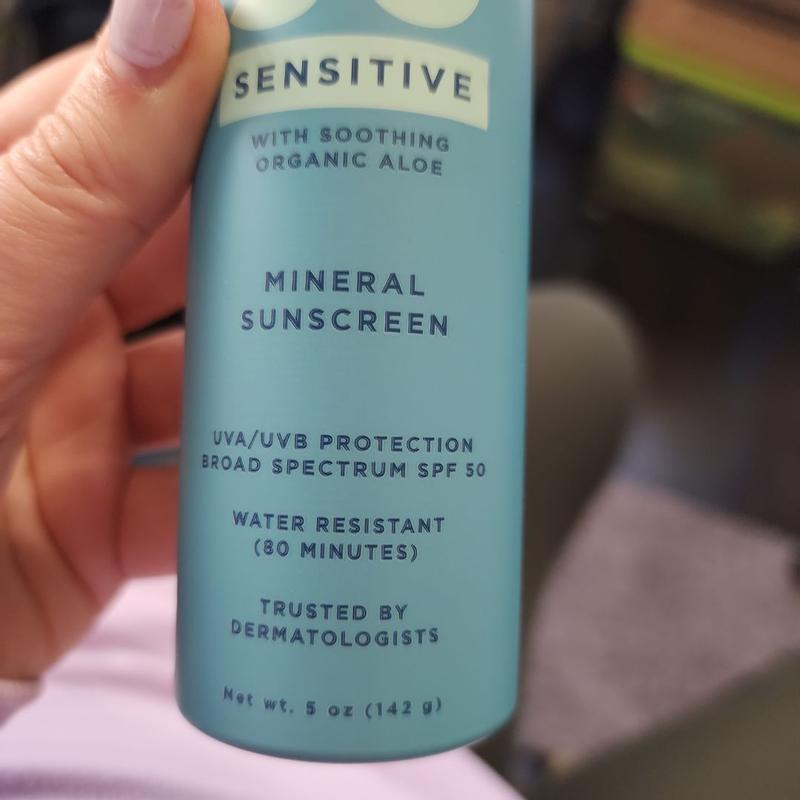 SENSITIVE
WITH SOOTHING
ORGANIC ALOE
MINERAL
SUNSCREEN
UVA/UVB PROTECTION
BROAD SPECTRUM SPF 50
WATER RESISTANT
(80 MINUTES)
TRUSTED BY
DERMATOLOGISTS
Net wt. 5 oz (142 g)